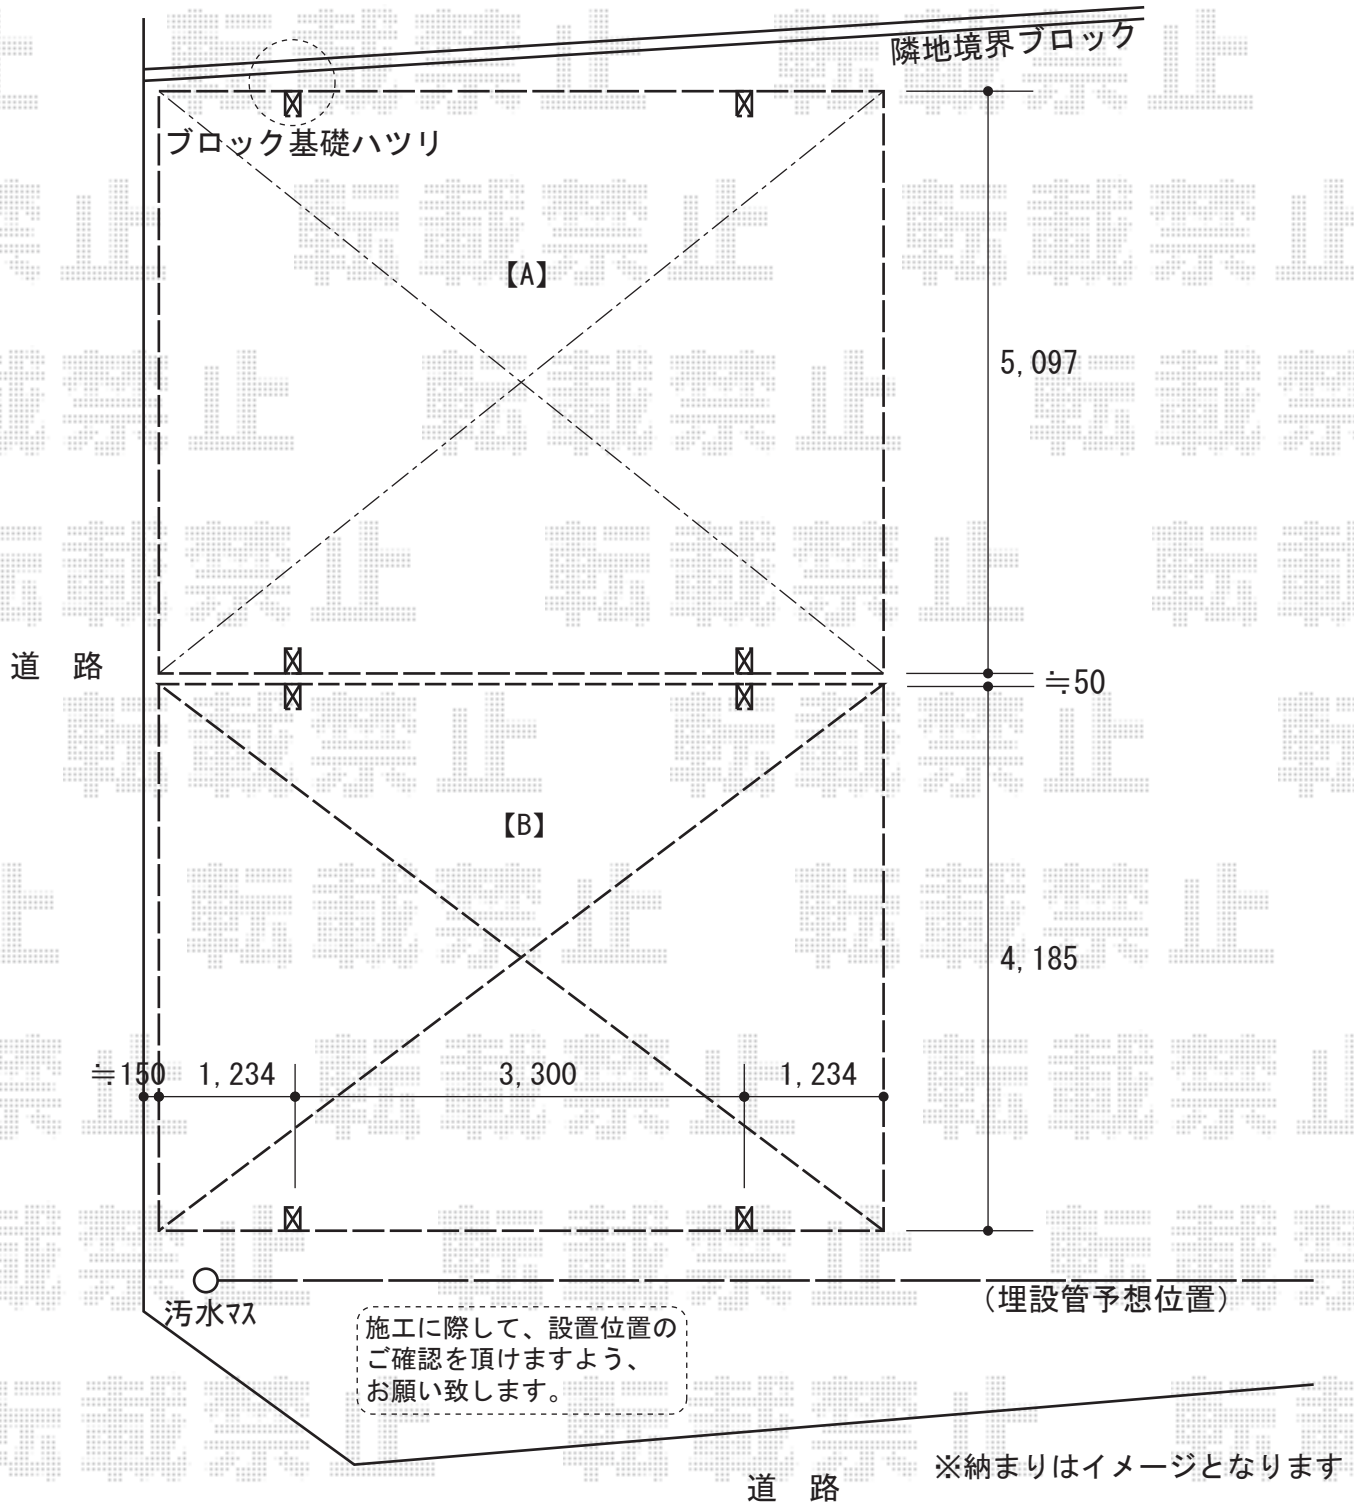 隣地境界ブロック
ブロック基礎ハツリ
【A】
5,097
道　路
≒50
【B】
4,185
≒150
1,234
3,300
1,234
汚水マス
(埋設管予想位置)
施工に際して、設置位置の
ご確認を頂けますよう、
お願い致します。
※納まりはイメージとなります
道　路
転載禁止